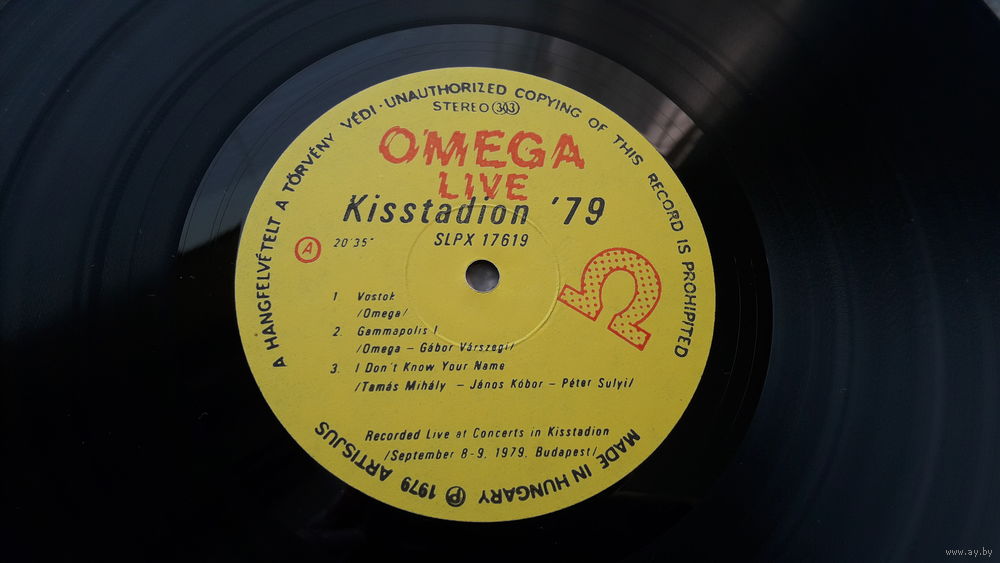 A HANGFELVÉTELT A TÖRVÉNY VÉDI · UNAUTHORIZED COPYING OF THIS RECORD IS PROHIPITED
STEREO 33
OMEGA
LIVE
Kisstadion '79
A 20'35" SLPX 17619
Ω
1. Vostok
/Omega/
2. Gammapolis I
/Omega – Gábor Várszegi/
3. I Don't Know Your Name
/Tamás Mihály – János Kóbor – Péter Sulyi/
Recorded Live at Concerts in Kisstadion
/September 8-9. 1979. Budapest/
MADE IN HUNGARY ℗ 1979 ARTISJUS
www.ay.by